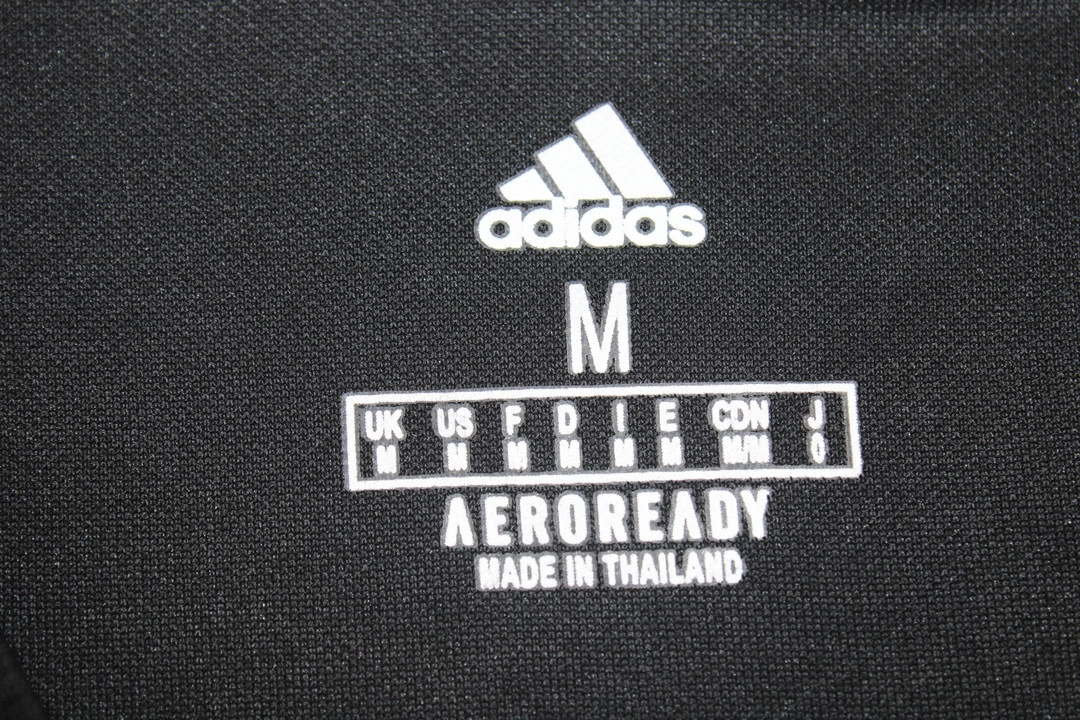 adidas
M
UK US F D I E CDN J
M M M M M M M/M O
AEROREADY
MADE IN THAILAND